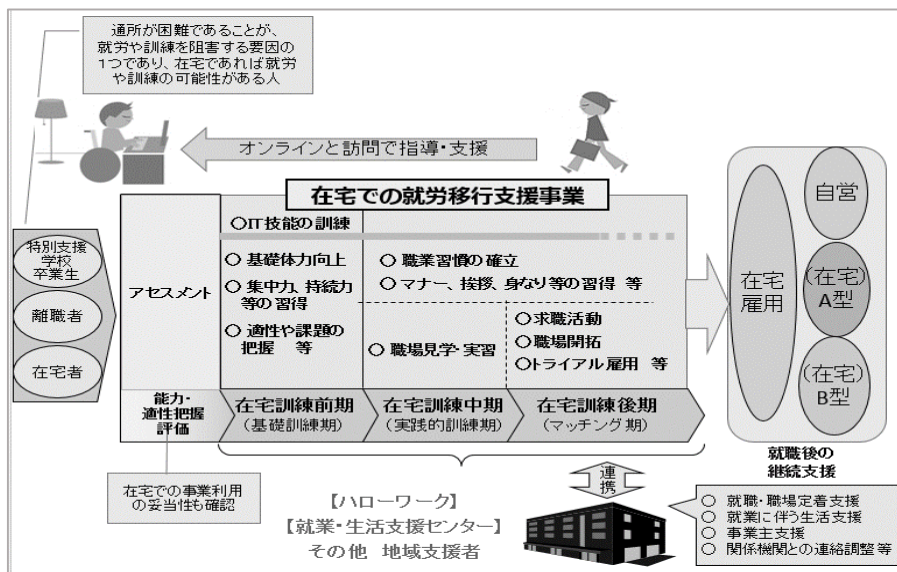 通所が困難であることが、
就労や訓練を阻害する要因の
1つであり、在宅であれば就労
や訓練の可能性がある人
オンラインと訪問で指導・支援
在宅での就労移行支援事業
特別支援
学校
卒業生
離職者
在宅者
アセスメント
○IT技能の訓練
○基礎体力向上
○集中力、持続力
等の習得
○適性や課題の
把握 等
○職業習慣の確立
○マナー、挨拶、身なり等の習得 等
○職場見学・実習
○求職活動
○職場開拓
○トライアル雇用 等
能力・
適性把握
評価
在宅訓練前期
(基礎訓練期)
在宅訓練中期
(実践的訓練期)
在宅訓練後期
(マッチング期)
在宅
雇用
自営
(在宅)
A型
(在宅)
B型
就職後の
継続支援
在宅での事業利用
の妥当性も確認
【ハローワーク】
【就業・生活支援センター】
その他 地域支援者
連携
○ 就職・職場定着支援
○ 就業に伴う生活支援
○ 事業主支援
○ 関係機関との連絡調整等